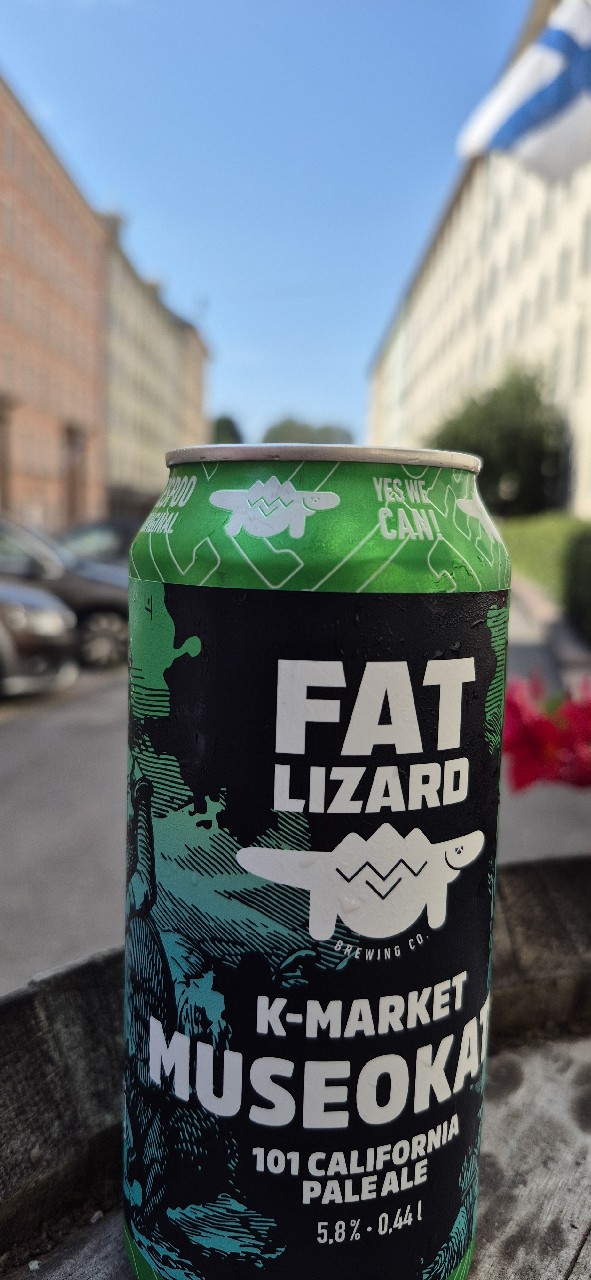 YES WE
CAN!
FAT
LIZARD
BREWING CO.
K-MARKET
MUSEOKAT
101 CALIFORNIA
PALE ALE
5,8% - 0,44 l